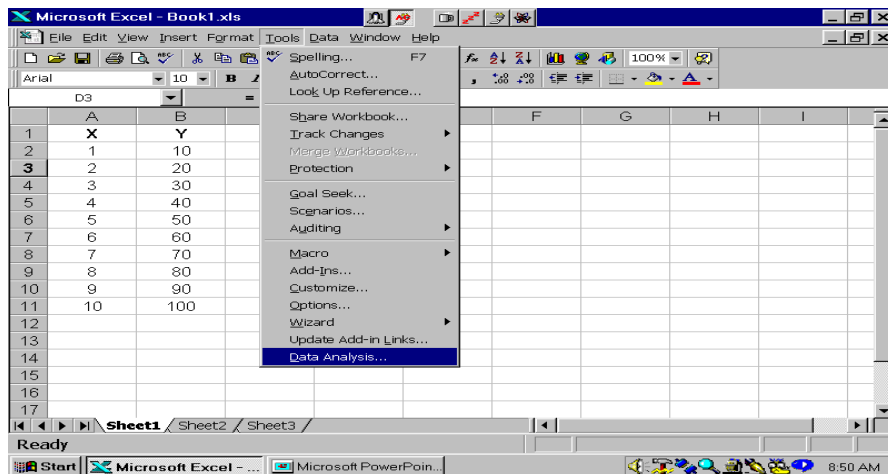 Microsoft Excel - Book1.xls
File Edit View Insert Format Tools Data Window Help
100%
Arial 10 B I
D3 =
Spelling... F7
AutoCorrect...
Look Up Reference...
Share Workbook...
Track Changes
Merge Workbooks...
Protection
Goal Seek...
Scenarios...
Auditing
Macro
Add-Ins...
Customize...
Options...
Wizard
Update Add-in Links...
Data Analysis...
A B F G H I
1 X Y
2 1 10
3 2 20
4 3 30
5 4 40
6 5 50
7 6 60
8 7 70
9 8 80
10 9 90
11 10 100
12
13
14
15
16
17
Sheet1 Sheet2 Sheet3
Ready
Start Microsoft Excel - ... Microsoft PowerPoin... 8:50 AM